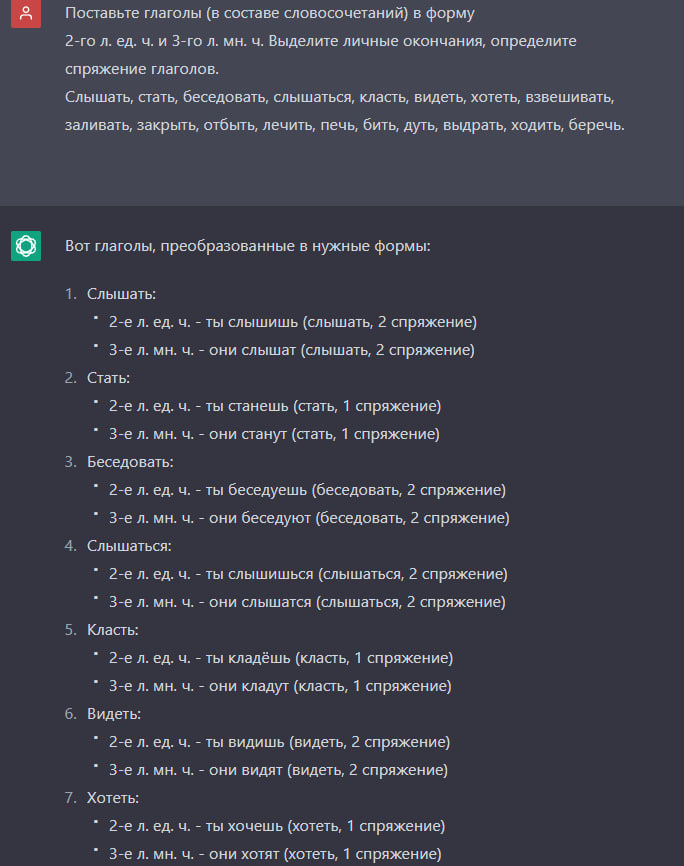 Поставьте глаголы (в составе словосочетаний) в форму
2-го л. ед. ч. и 3-го л. мн. ч. Выделите личные окончания, определите
спряжение глаголов.
Слышать, стать, беседовать, слышаться, класть, видеть, хотеть, взвешивать,
заливать, закрыть, отбыть, лечить, печь, бить, дуть, выдрать, ходить, беречь.
Вот глаголы, преобразованные в нужные формы:
1. Слышать:
• 2-е л. ед. ч. - ты слышишь (слышать, 2 спряжение)
• 3-е л. мн. ч. - они слышат (слышать, 2 спряжение)
2. Стать:
• 2-е л. ед. ч. - ты станешь (стать, 1 спряжение)
• 3-е л. мн. ч. - они станут (стать, 1 спряжение)
3. Беседовать:
• 2-е л. ед. ч. - ты беседуешь (беседовать, 2 спряжение)
• 3-е л. мн. ч. - они беседуют (беседовать, 2 спряжение)
4. Слышаться:
• 2-е л. ед. ч. - ты слышишься (слышаться, 2 спряжение)
• 3-е л. мн. ч. - они слышатся (слышаться, 2 спряжение)
5. Класть:
• 2-е л. ед. ч. - ты кладёшь (класть, 1 спряжение)
• 3-е л. мн. ч. - они кладут (класть, 1 спряжение)
6. Видеть:
• 2-е л. ед. ч. - ты видишь (видеть, 2 спряжение)
• 3-е л. мн. ч. - они видят (видеть, 2 спряжение)
7. Хотеть:
• 2-е л. ед. ч. - ты хочешь (хотеть, 1 спряжение)
• 3-е л. мн. ч. - они хотят (хотеть, 1 спряжение)